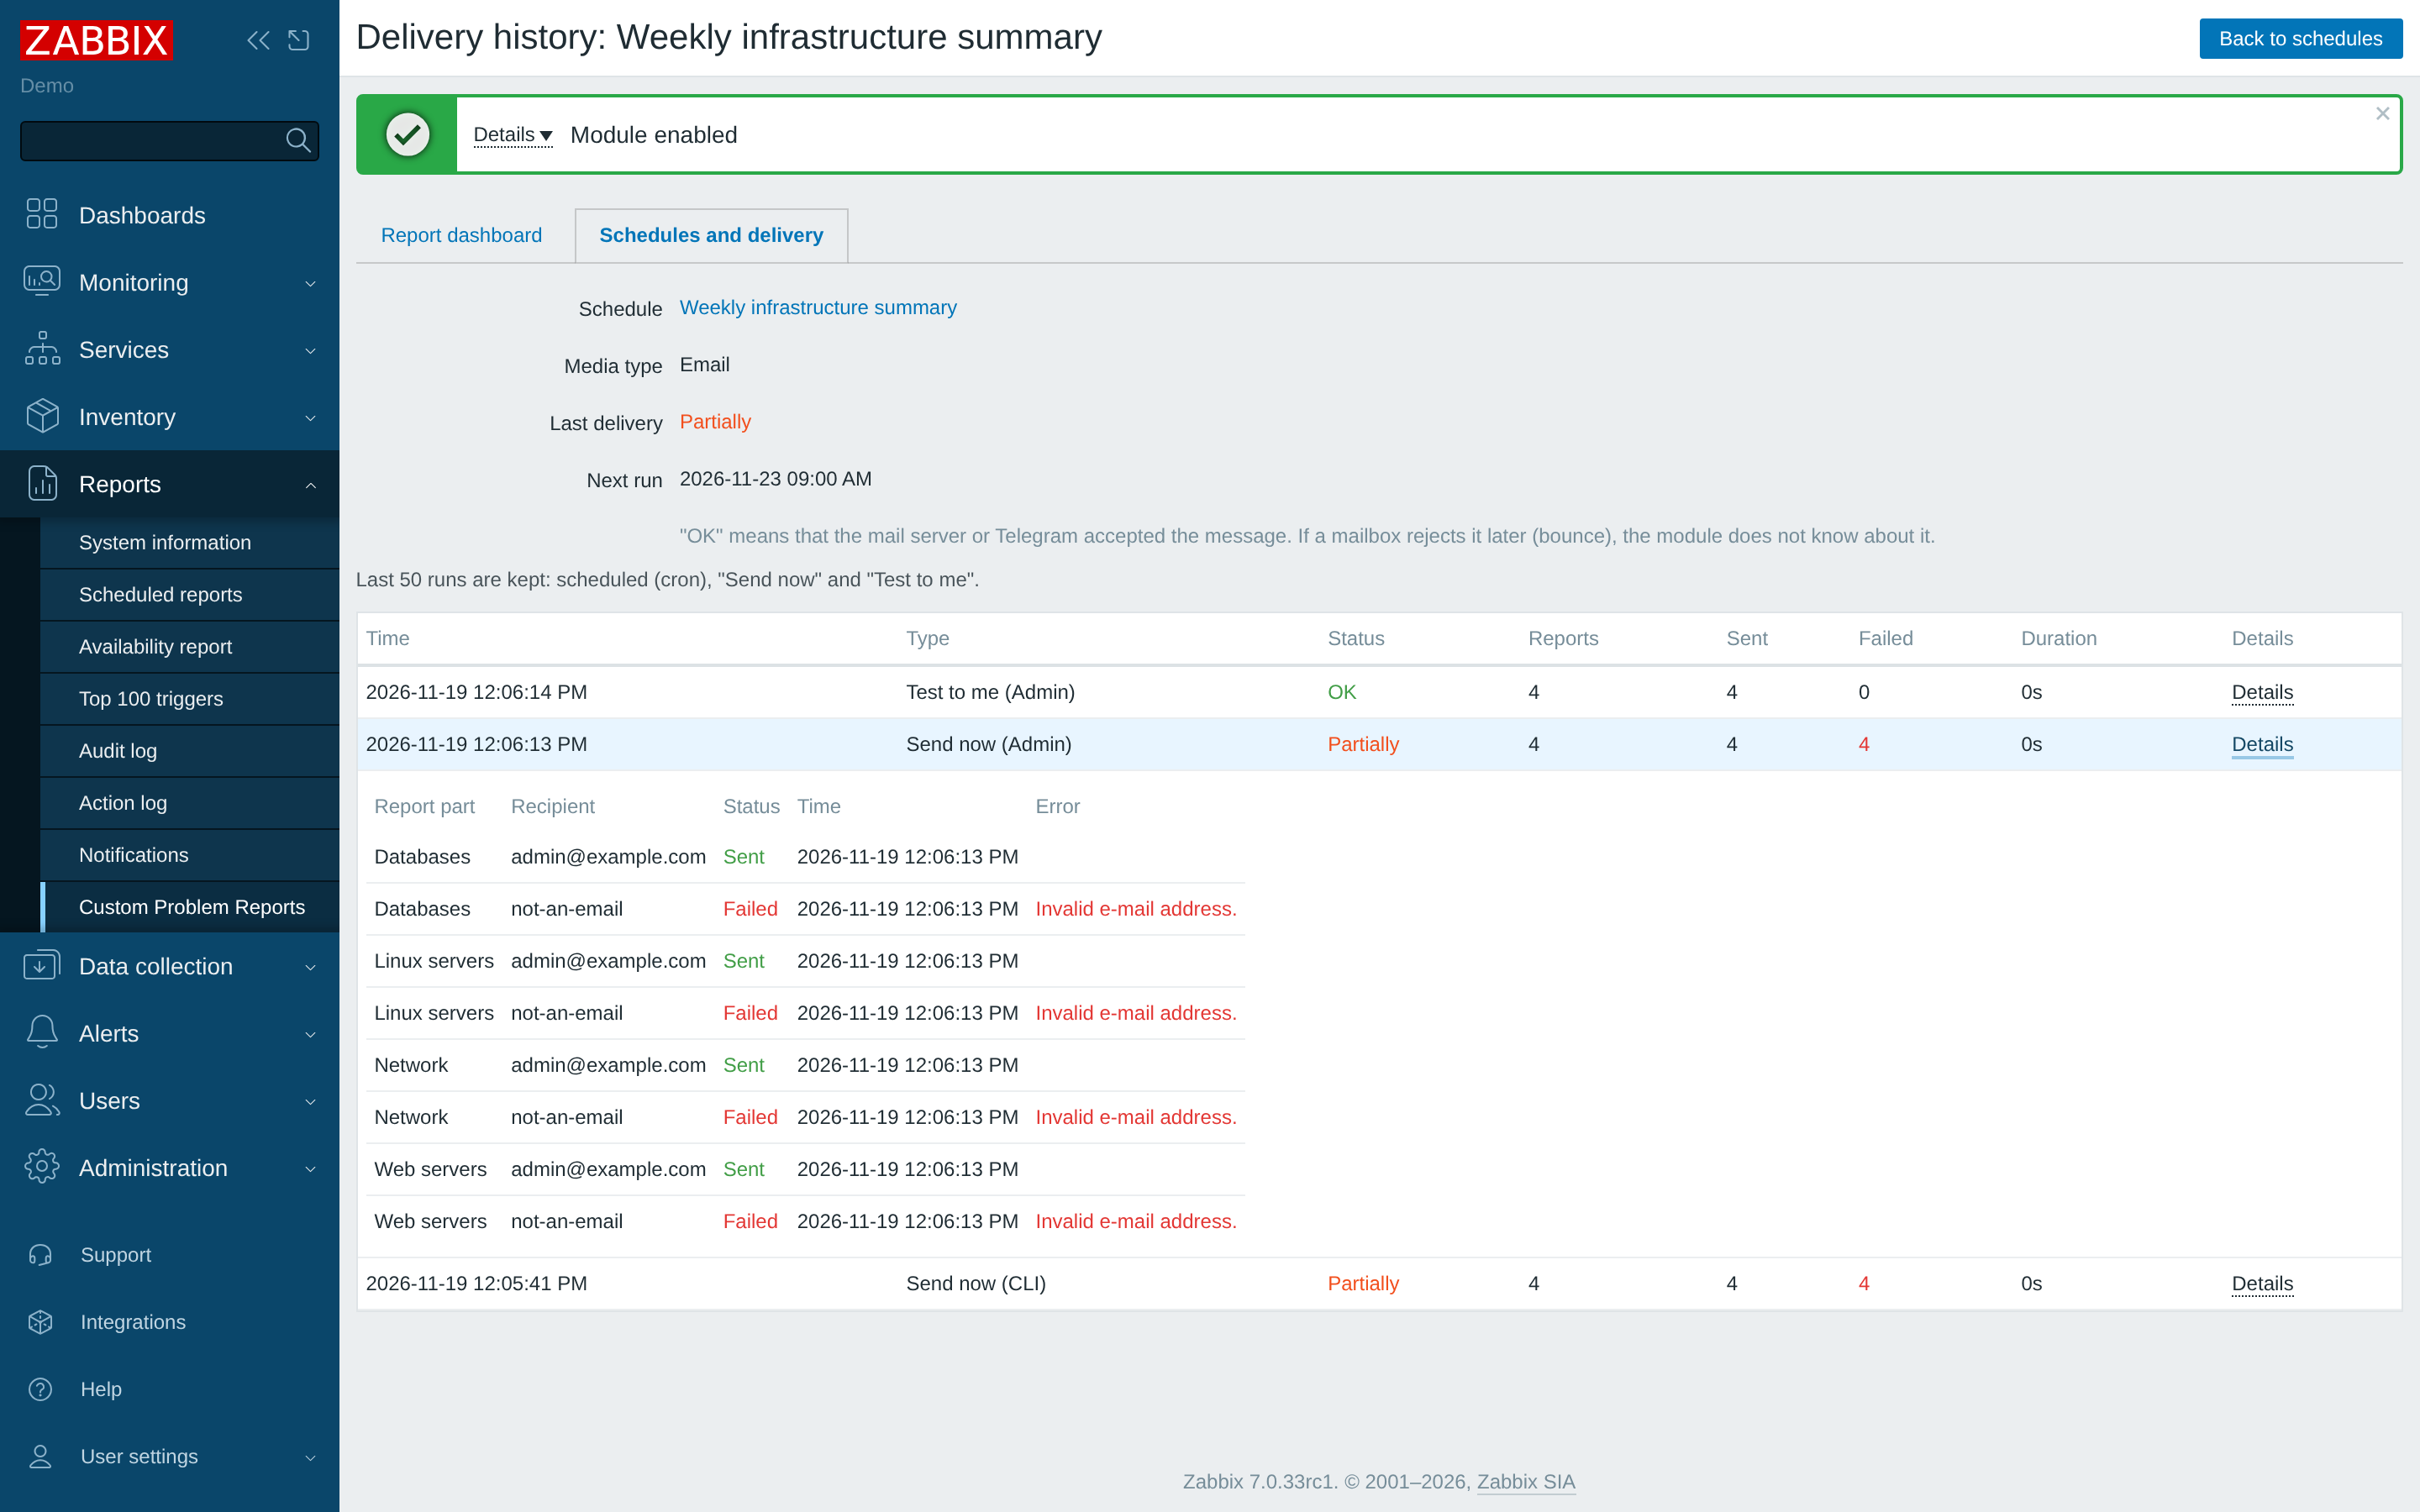 ZABBIX
Demo
Dashboards
Monitoring
Services
Inventory
Reports
System information
Scheduled reports
Availability report
Top 100 triggers
Audit log
Action log
Notifications
Custom Problem Reports
Data collection
Alerts
Users
Administration
Support
Integrations
Help
User settings
Delivery history: Weekly infrastructure summary
Back to schedules
Details Module enabled
Report dashboard Schedules and delivery
Schedule Weekly infrastructure summary
Media type Email
Last delivery Partially
Next run 2026-11-23 09:00 AM
"OK" means that the mail server or Telegram accepted the message. If a mailbox rejects it later (bounce), the module does not know about it.
Last 50 runs are kept: scheduled (cron), "Send now" and "Test to me".
Time Type Status Reports Sent Failed Duration Details
2026-11-19 12:06:14 PM Test to me (Admin) OK 4 4 0 0s Details
2026-11-19 12:06:13 PM Send now (Admin) Partially 4 4 4 0s Details
Report part Recipient Status Time Error
Databases admin@example.com Sent 2026-11-19 12:06:13 PM
Databases not-an-email Failed 2026-11-19 12:06:13 PM Invalid e-mail address.
Linux servers admin@example.com Sent 2026-11-19 12:06:13 PM
Linux servers not-an-email Failed 2026-11-19 12:06:13 PM Invalid e-mail address.
Network admin@example.com Sent 2026-11-19 12:06:13 PM
Network not-an-email Failed 2026-11-19 12:06:13 PM Invalid e-mail address.
Web servers admin@example.com Sent 2026-11-19 12:06:13 PM
Web servers not-an-email Failed 2026-11-19 12:06:13 PM Invalid e-mail address.
2026-11-19 12:05:41 PM Send now (CLI) Partially 4 4 4 0s Details
Zabbix 7.0.33rc1. © 2001–2026, Zabbix SIA